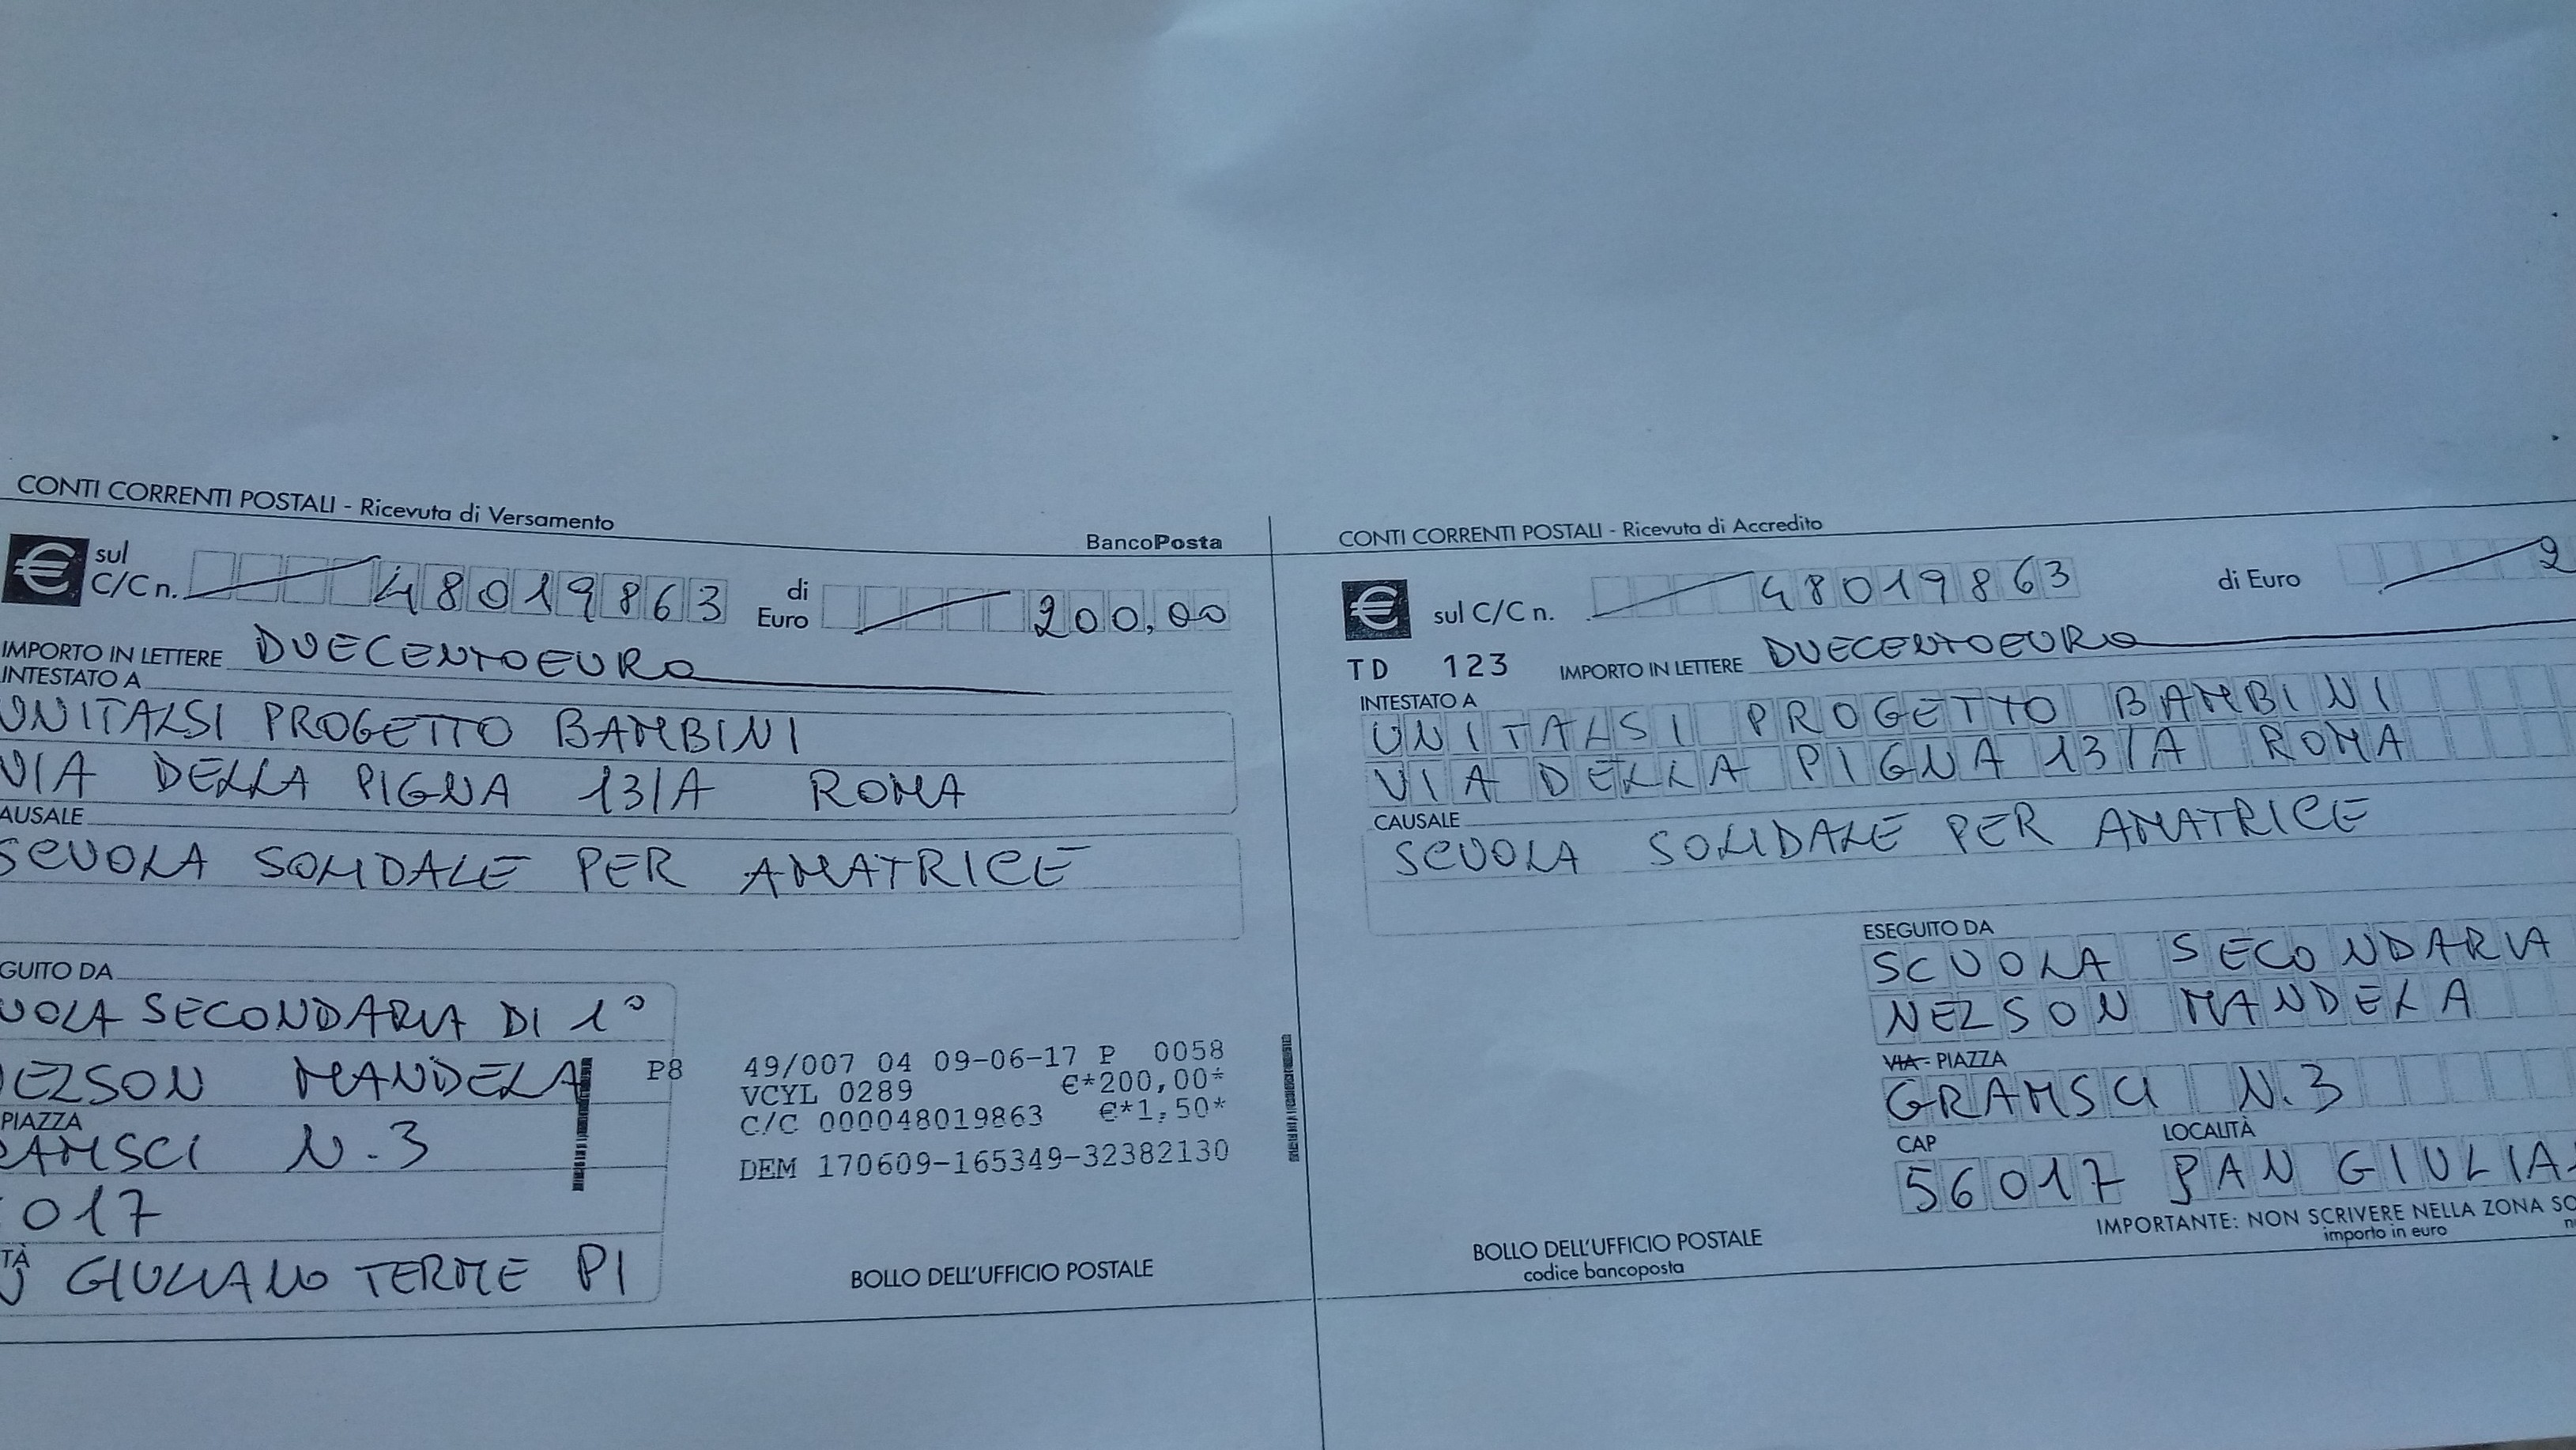 CONTI CORRENTI POSTALI - Ricevuta di Versamento
BancoPosta
€ sul C/C n. 48019863 di Euro 200,00
IMPORTO IN LETTERE DUECENTOEURO
INTESTATO A
UNITALSI PROGETTO BAMBINI
VIA DELLA PIGNA 13/A ROMA
AUSALE
SCUOLA SOLIDALE PER AMATRICE
GUITO DA
UOLA SECONDARIA DI 1°
ELSON MANDELA
PIAZZA
RAMSCI N.3
017
TÀ
GIULIANO TERME PI
P8
49/007 04 09-06-17 P 0058
VCYL 0289 €*200,00*
C/C 000048019863 €*1,50*
DEM 170609-165349-32382130
BOLLO DELL'UFFICIO POSTALE
CONTI CORRENTI POSTALI - Ricevuta di Accredito
€ sul C/C n. 48019863 di Euro 2
TD 123 IMPORTO IN LETTERE DUECENTOEURO
INTESTATO A
UNITALSI PROGETTO BAMBINI
VIA DELLA PIGNA 13/A ROMA
CAUSALE
SCUOLA SOLIDALE PER AMATRICE
ESEGUITO DA
SCUOLA SECONDARIA
NELSON MANDELA
VIA - PIAZZA
GRAMSCI N.3
CAP LOCALITÀ
56017 SAN GIULIA
IMPORTANTE: NON SCRIVERE NELLA ZONA SO
importo in euro
BOLLO DELL'UFFICIO POSTALE
codice bancoposta